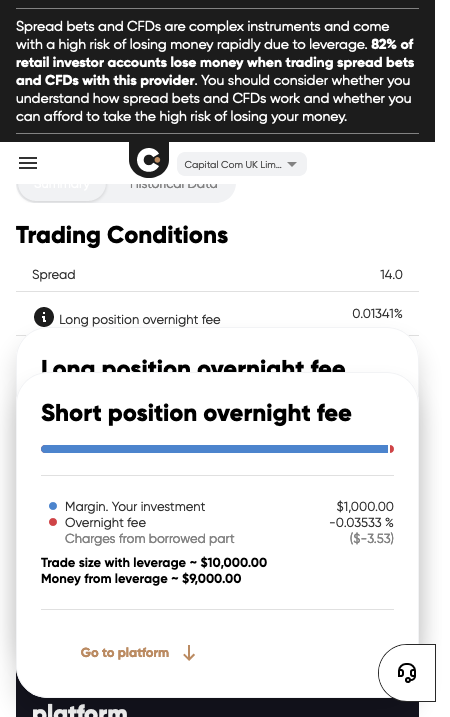 Spread bets and CFDs are complex instruments and come
with a high risk of losing money rapidly due to leverage. 82% of
retail investor accounts lose money when trading spread bets
and CFDs with this provider. You should consider whether you
understand how spread bets and CFDs work and whether you
can afford to take the high risk of losing your money.
Capital Com UK Lim...
Summary Historical Data
Trading Conditions
Spread 14.0
Long position overnight fee 0.01341%
Long position overnight fee
Short position overnight fee
Margin. Your investment $1,000.00
Overnight fee -0.03533 %
Charges from borrowed part ($-3.53)
Trade size with leverage ~ $10,000.00
Money from leverage ~ $9,000.00
Go to platform
platform